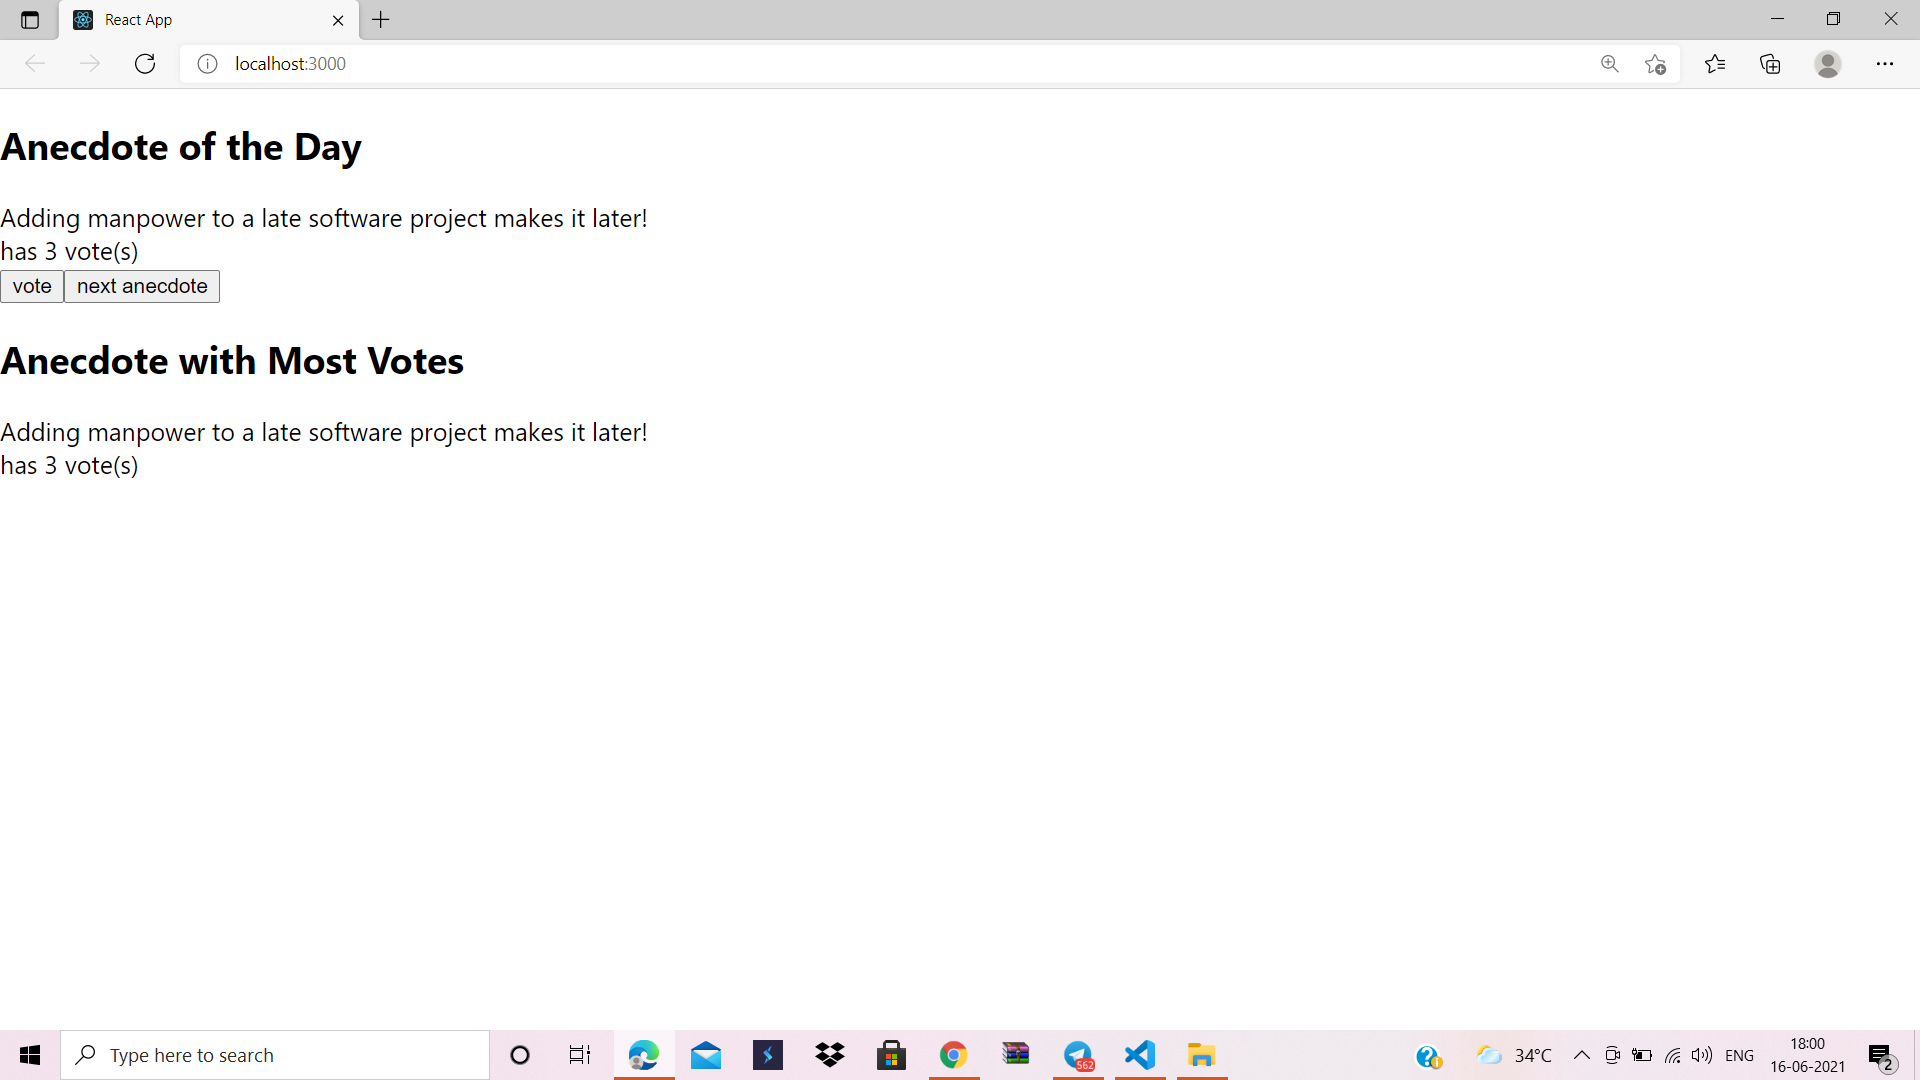 React App
localhost:3000
Anecdote of the Day
Adding manpower to a late software project makes it later!
has 3 vote(s)
vote next anecdote
Anecdote with Most Votes
Adding manpower to a late software project makes it later!
has 3 vote(s)
Type here to search
562
34°C
ENG
18:00
16-06-2021
2